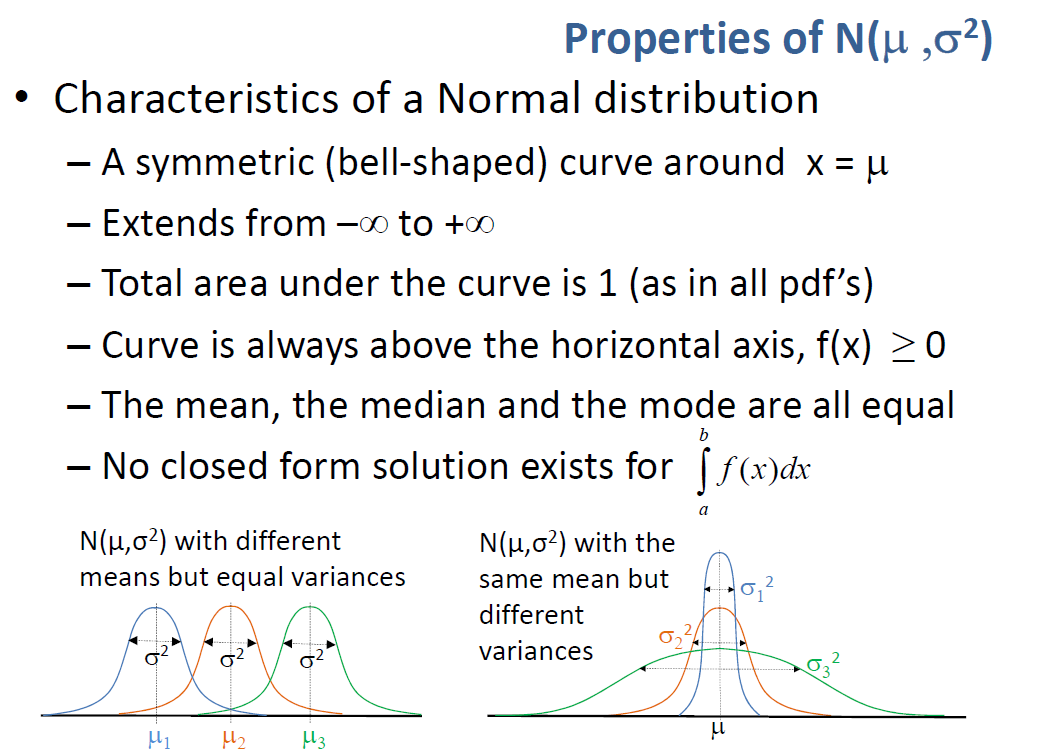 Properties of N(μ ,σ²)
• Characteristics of a Normal distribution
– A symmetric (bell-shaped) curve around x = μ
– Extends from –∞ to +∞
– Total area under the curve is 1 (as in all pdf's)
– Curve is always above the horizontal axis, f(x) ≥ 0
– The mean, the median and the mode are all equal
– No closed form solution exists for ∫ₐᵇ f(x)dx
N(μ,σ²) with different
means but equal variances
σ² σ² σ²
μ₁ μ₂ μ₃
N(μ,σ²) with the
same mean but
different
variances
σ₁²
σ₂²
σ₃²
μ